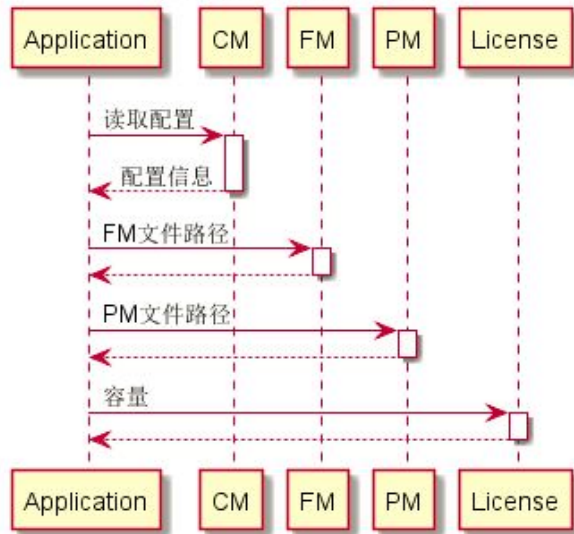 Application CM FM PM License
读取配置
配置信息
FM文件路径
PM文件路径
容量
Application CM FM PM License